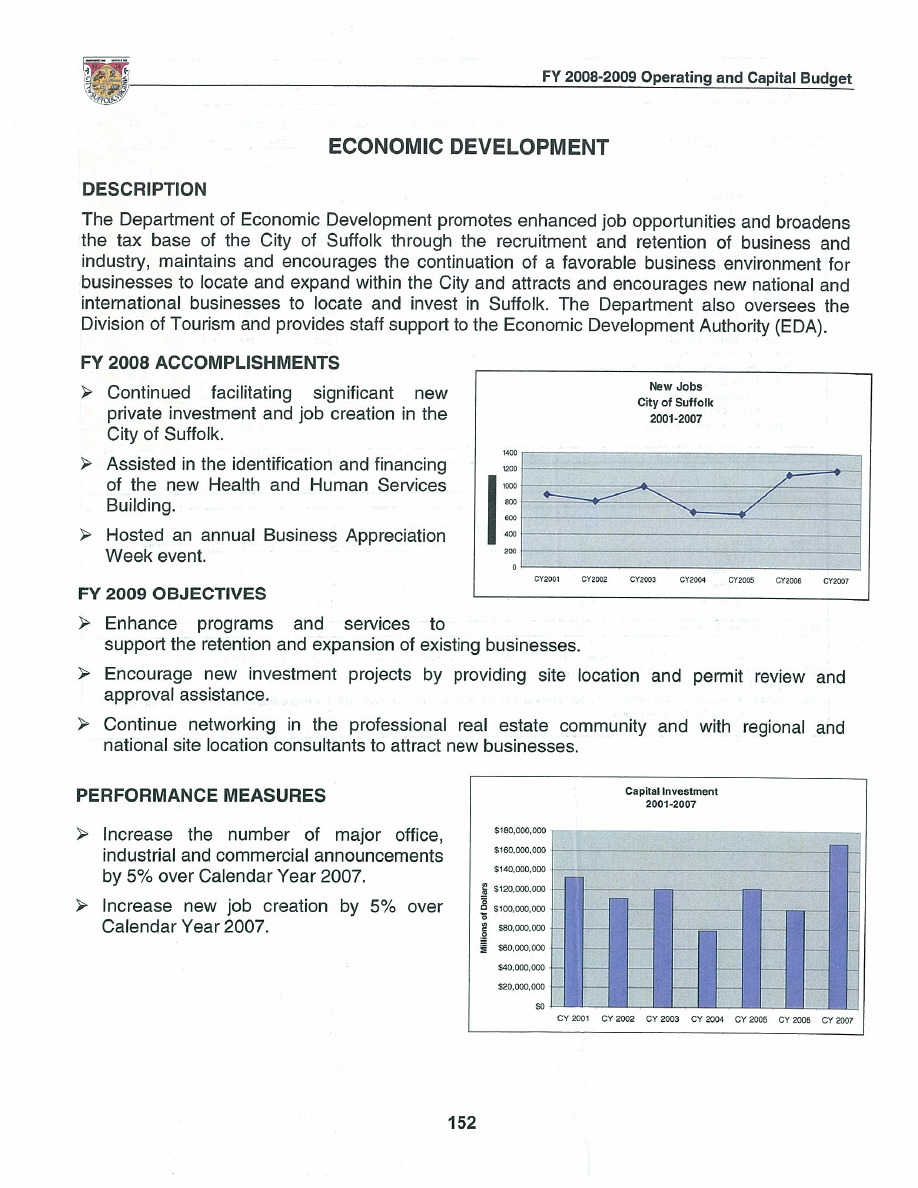 FY 2008-2009 Operating and Capital Budget
ECONOMIC DEVELOPMENT
DESCRIPTION
The Department of Economic Development promotes enhanced job opportunities and broadens
the tax base of the City of Suffolk through the recruitment and retention of business and
industry, maintains and encourages the continuation of a favorable business environment for
businesses to locate and expand within the City and attracts and encourages new national and
international businesses to locate and invest in Suffolk. The Department also oversees the
Division of Tourism and provides staff support to the Economic Development Authority (EDA).
FY 2008 ACCOMPLISHMENTS
➢ Continued facilitating significant new
private investment and job creation in the
City of Suffolk.
➢ Assisted in the identification and financing
of the new Health and Human Services
Building.
➢ Hosted an annual Business Appreciation
Week event.
New Jobs
City of Suffolk
2001-2007
1400
1200
1000
800
600
400
200
0
CY2001 CY2002 CY2003 CY2004 CY2005 CY2006 CY2007
FY 2009 OBJECTIVES
➢ Enhance programs and services to
support the retention and expansion of existing businesses.
➢ Encourage new investment projects by providing site location and permit review and
approval assistance.
➢ Continue networking in the professional real estate community and with regional and
national site location consultants to attract new businesses.
PERFORMANCE MEASURES
➢ Increase the number of major office,
industrial and commercial announcements
by 5% over Calendar Year 2007.
➢ Increase new job creation by 5% over
Calendar Year 2007.
Capital Investment
2001-2007
Millions of Dollars
$180,000,000
$160,000,000
$140,000,000
$120,000,000
$100,000,000
$80,000,000
$60,000,000
$40,000,000
$20,000,000
$0
CY 2001 CY 2002 CY 2003 CY 2004 CY 2005 CY 2006 CY 2007
152